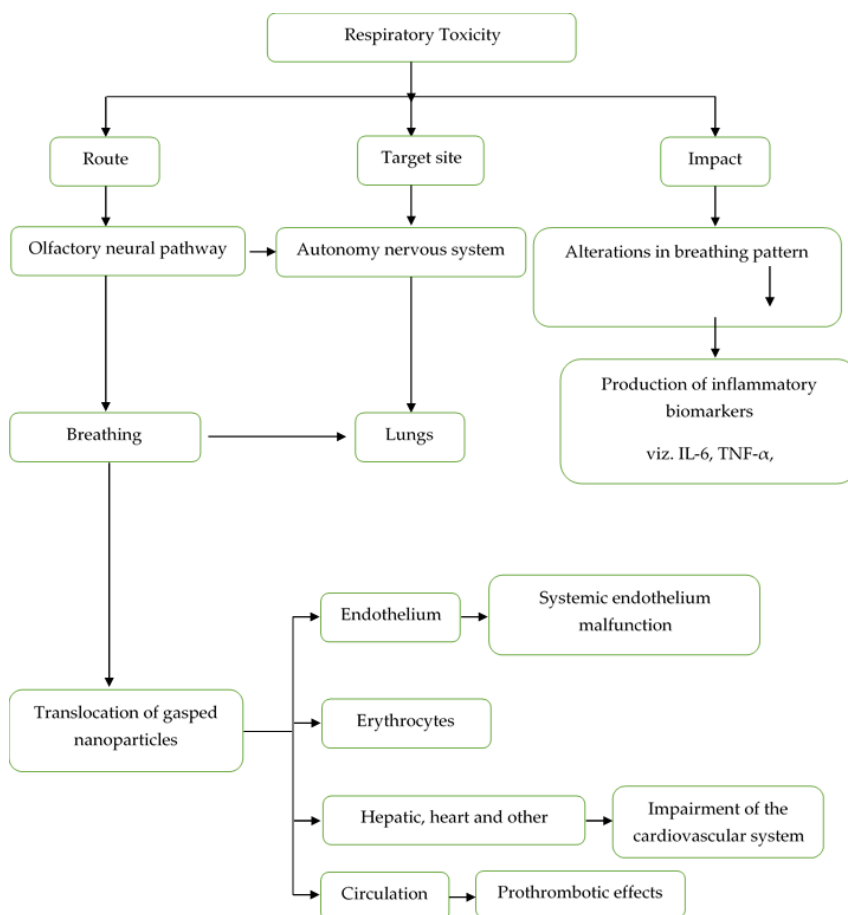 Respiratory Toxicity
Route
Target site
Impact
Olfactory neural pathway
Autonomy nervous system
Alterations in breathing pattern
Production of inflammatory
biomarkers
viz. IL-6, TNF-α,
Breathing
Lungs
Endothelium
Systemic endothelium
malfunction
Translocation of gasped
nanoparticles
Erythrocytes
Hepatic, heart and other
Impairment of the
cardiovascular system
Circulation
Prothrombotic effects